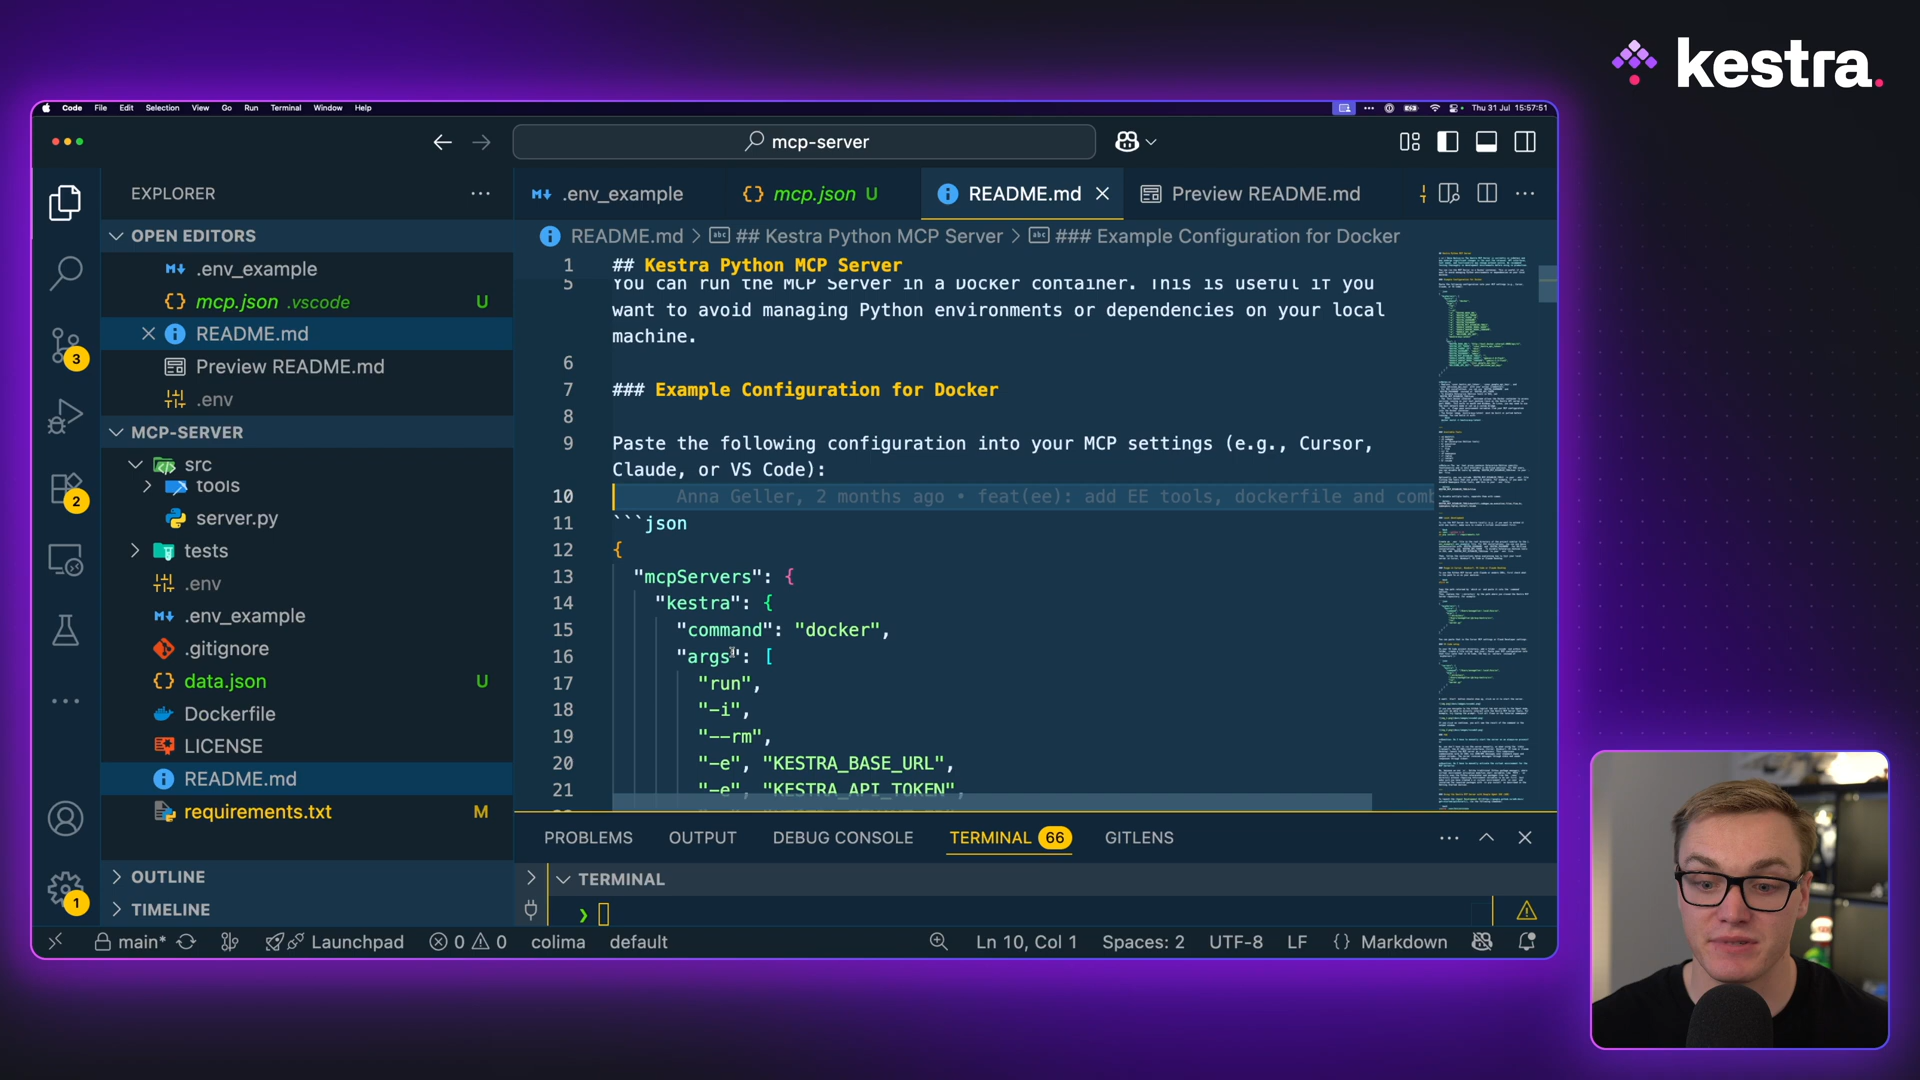 kestra.
Code File Edit Selection View Go Run Terminal Window Help
Thu 31 Jul 15:57:51
mcp-server
EXPLORER
OPEN EDITORS
.env_example
mcp.json .vscode U
README.md
Preview README.md
.env
MCP-SERVER
src
tools
server.py
tests
.env
.env_example
.gitignore
data.json U
Dockerfile
LICENSE
README.md
requirements.txt M
OUTLINE
TIMELINE
3
2
1
.env_example mcp.json U README.md Preview README.md
README.md > ## Kestra Python MCP Server > ### Example Configuration for Docker
1 ## Kestra Python MCP Server
5 You can run the MCP Server in a Docker container. This is useful if you
want to avoid managing Python environments or dependencies on your local
machine.
6
7 ### Example Configuration for Docker
8
9 Paste the following configuration into your MCP settings (e.g., Cursor,
Claude, or VS Code):
10 Anna Geller, 2 months ago • feat(ee): add EE tools, dockerfile and com
11 ```json
12 {
13 "mcpServers": {
14 "kestra": {
15 "command": "docker",
16 "args": [
17 "run",
18 "-i",
19 "--rm",
20 "-e", "KESTRA_BASE_URL",
21 "-e", "KESTRA_API_TOKEN",
PROBLEMS OUTPUT DEBUG CONSOLE TERMINAL 66 GITLENS
TERMINAL
main* Launchpad 0 0 colima default Ln 10, Col 1 Spaces: 2 UTF-8 LF {} Markdown